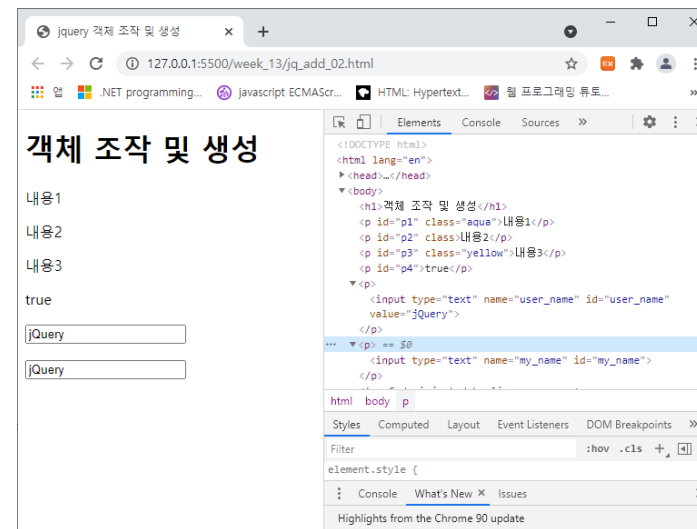 jquery 객체 조작 및 생성
127.0.0.1:5500/week_13/jq_add_02.html
앱 .NET programming... javascript ECMAScr... HTML: Hypertext... 웹 프로그래밍 튜토...
객체 조작 및 생성
내용1
내용2
내용3
true
jQuery
jQuery
Elements Console Sources
<!DOCTYPE html>
<html lang="en">
<head>…</head>
<body>
<h1>객체 조작 및 생성</h1>
<p id="p1" class="aqua">내용1</p>
<p id="p2" class>내용2</p>
<p id="p3" class="yellow">내용3</p>
<p id="p4">true</p>
<p>
<input type="text" name="user_name" id="user_name"
value="jQuery">
</p>
<p> == $0
<input type="text" name="my_name" id="my_name">
</p>
html body p
Styles Computed Layout Event Listeners DOM Breakpoints
Filter :hov .cls
element.style {
Console What's New Issues
Highlights from the Chrome 90 update